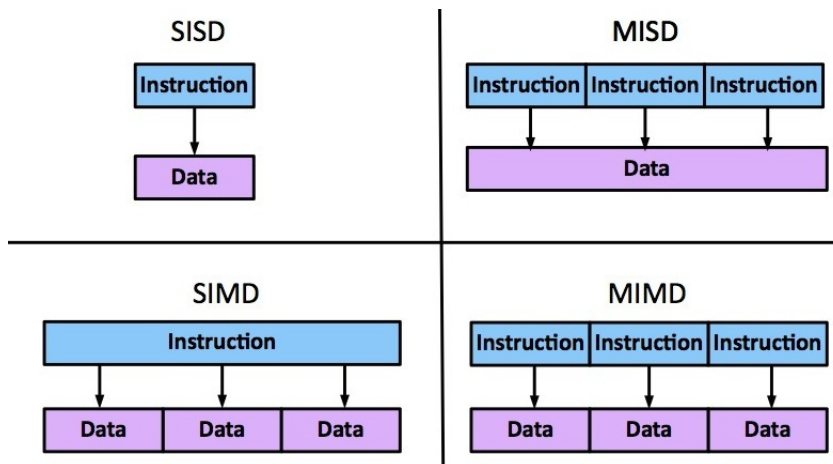 SISD
Instruction
Data
MISD
Instruction Instruction Instruction
Data
SIMD
Instruction
Data Data Data
MIMD
Instruction Instruction Instruction
Data Data Data